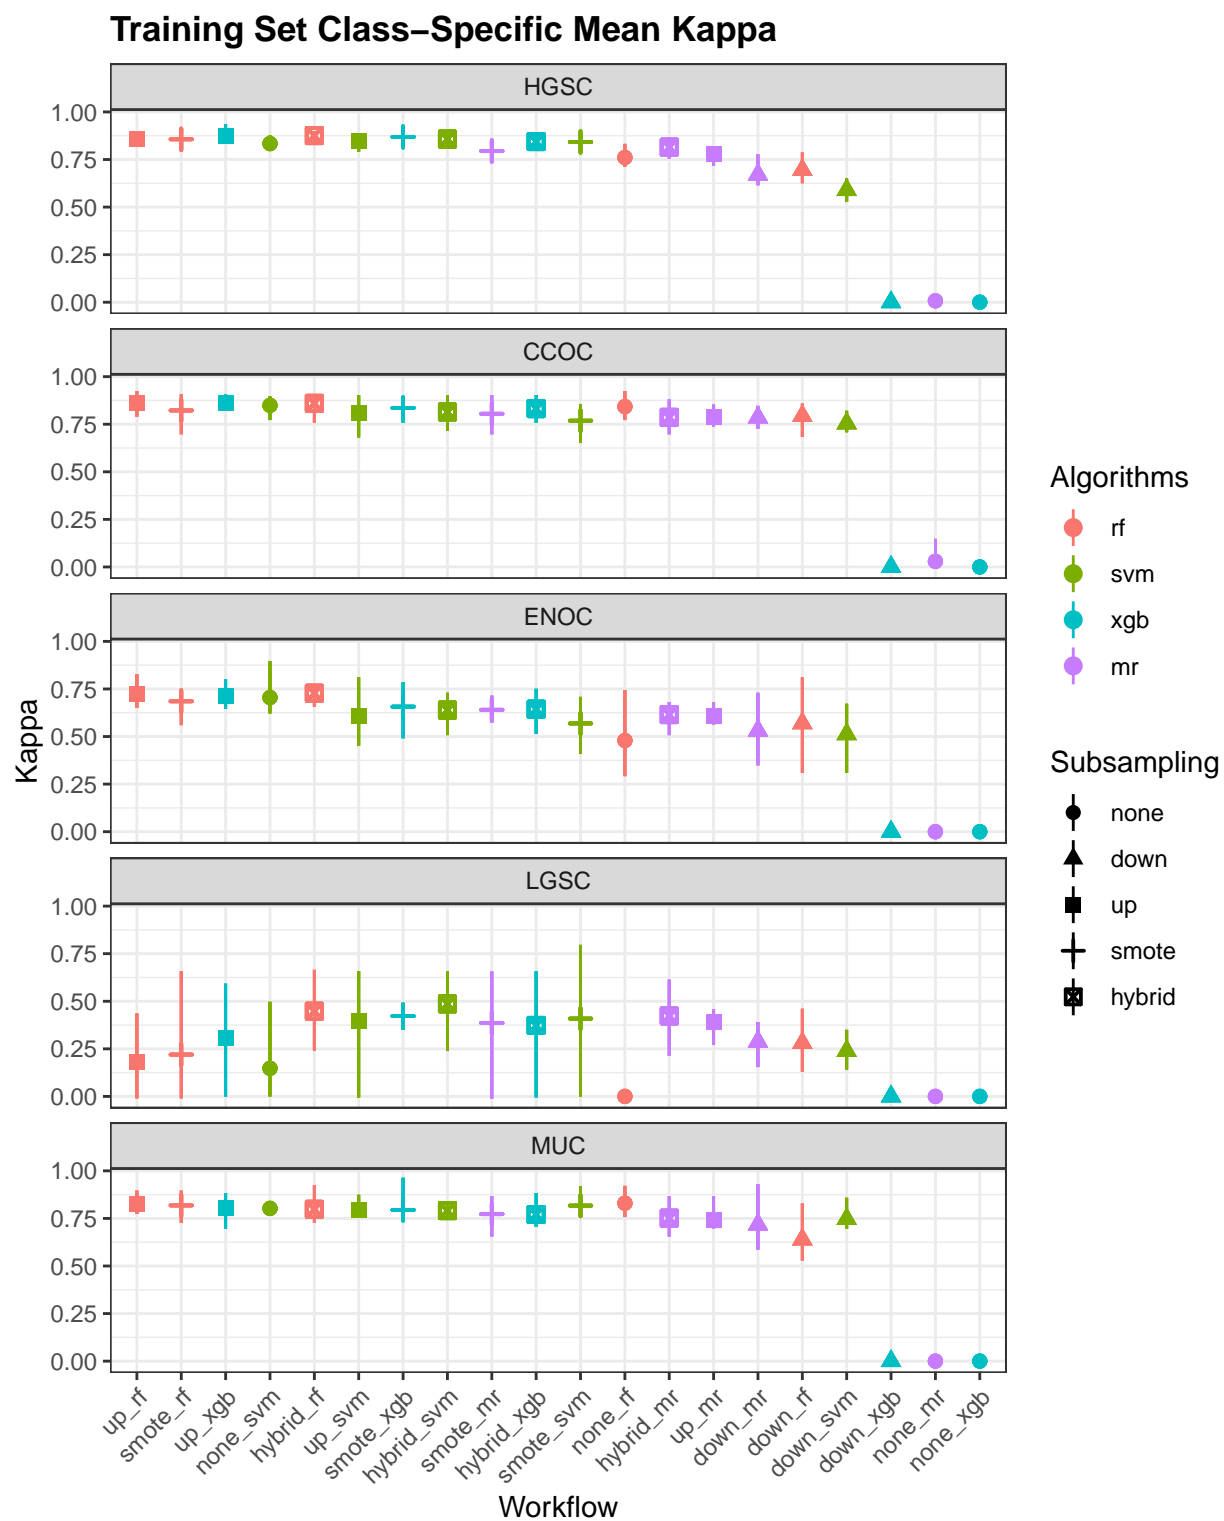 Training Set Class−Specific Mean Kappa
HGSC
1.00
0.75
0.50
0.25
0.00
CCOC
1.00
0.75
0.50
0.25
0.00
ENOC
1.00
0.75
0.50
0.25
0.00
LGSC
1.00
0.75
0.50
0.25
0.00
MUC
1.00
0.75
0.50
0.25
0.00
Kappa
up_rf
smote_rf
up_xgb
none_svm
hybrid_rf
up_svm
smote_xgb
hybrid_svm
smote_mr
hybrid_xgb
smote_svm
none_rf
hybrid_mr
up_mr
down_mr
down_rf
down_svm
down_xgb
none_mr
none_xgb
Workflow
Algorithms
rf
svm
xgb
mr
Subsampling
none
down
up
smote
hybrid